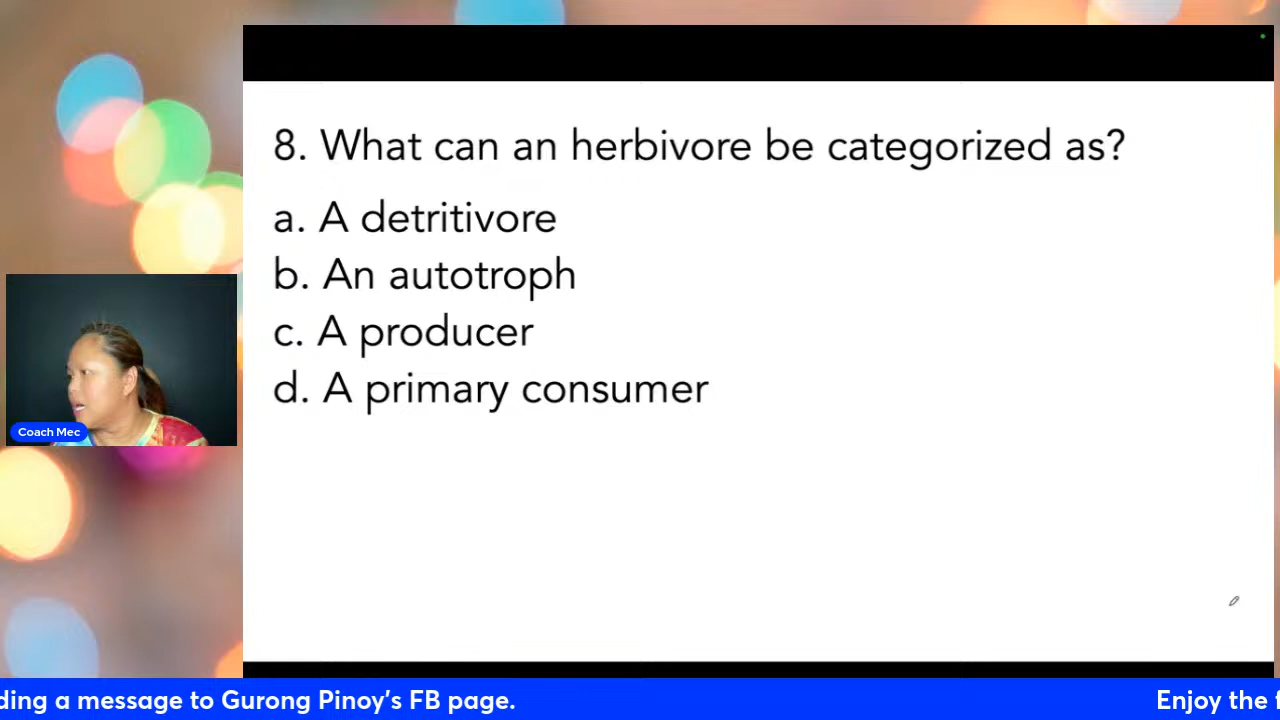 8. What can an herbivore be categorized as?
a. A detritivore
b. An autotroph
c. A producer
d. A primary consumer
Coach Mec
ding a message to Gurong Pinoy's FB page.
Enjoy the